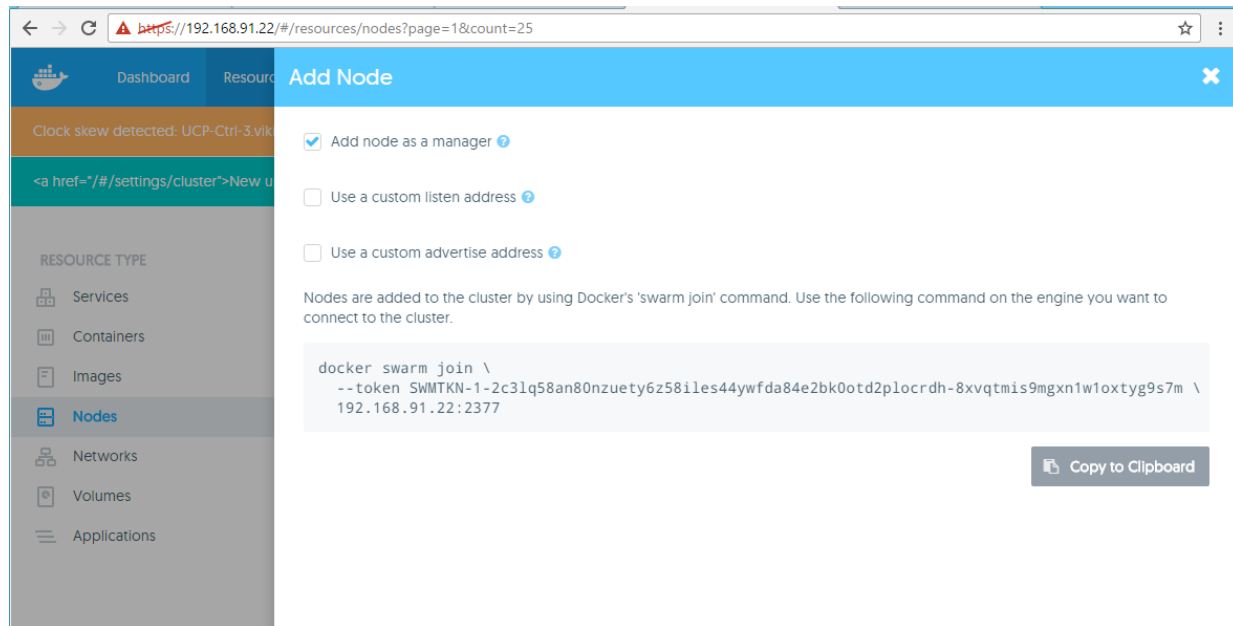 https://192.168.91.22/#/resources/nodes?page=1&count=25
Dashboard
Resourc
Add Node
Clock skew detected: UCP-Ctrl-3.vik
<a href="/#/settings/cluster">New u
Add node as a manager ?
Use a custom listen address ?
Use a custom advertise address ?
Nodes are added to the cluster by using Docker's 'swarm join' command. Use the following command on the engine you want to
connect to the cluster.
docker swarm join \
--token SWMTKN-1-2c3lq58an80nzuety6z58iles44ywfda84e2bk0otd2plocrdh-8xvqtmis9mgxn1w1oxtyg9s7m \
192.168.91.22:2377
Copy to Clipboard
RESOURCE TYPE
Services
Containers
Images
Nodes
Networks
Volumes
Applications